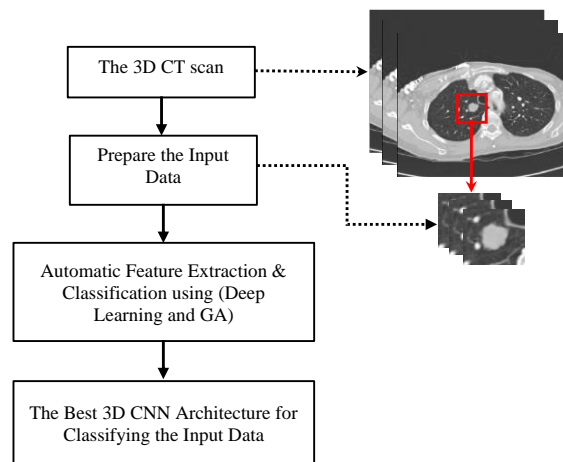 The 3D CT scan
Prepare the Input
Data
Automatic Feature Extraction &
Classification using (Deep
Learning and GA)
The Best 3D CNN Architecture for
Classifying the Input Data